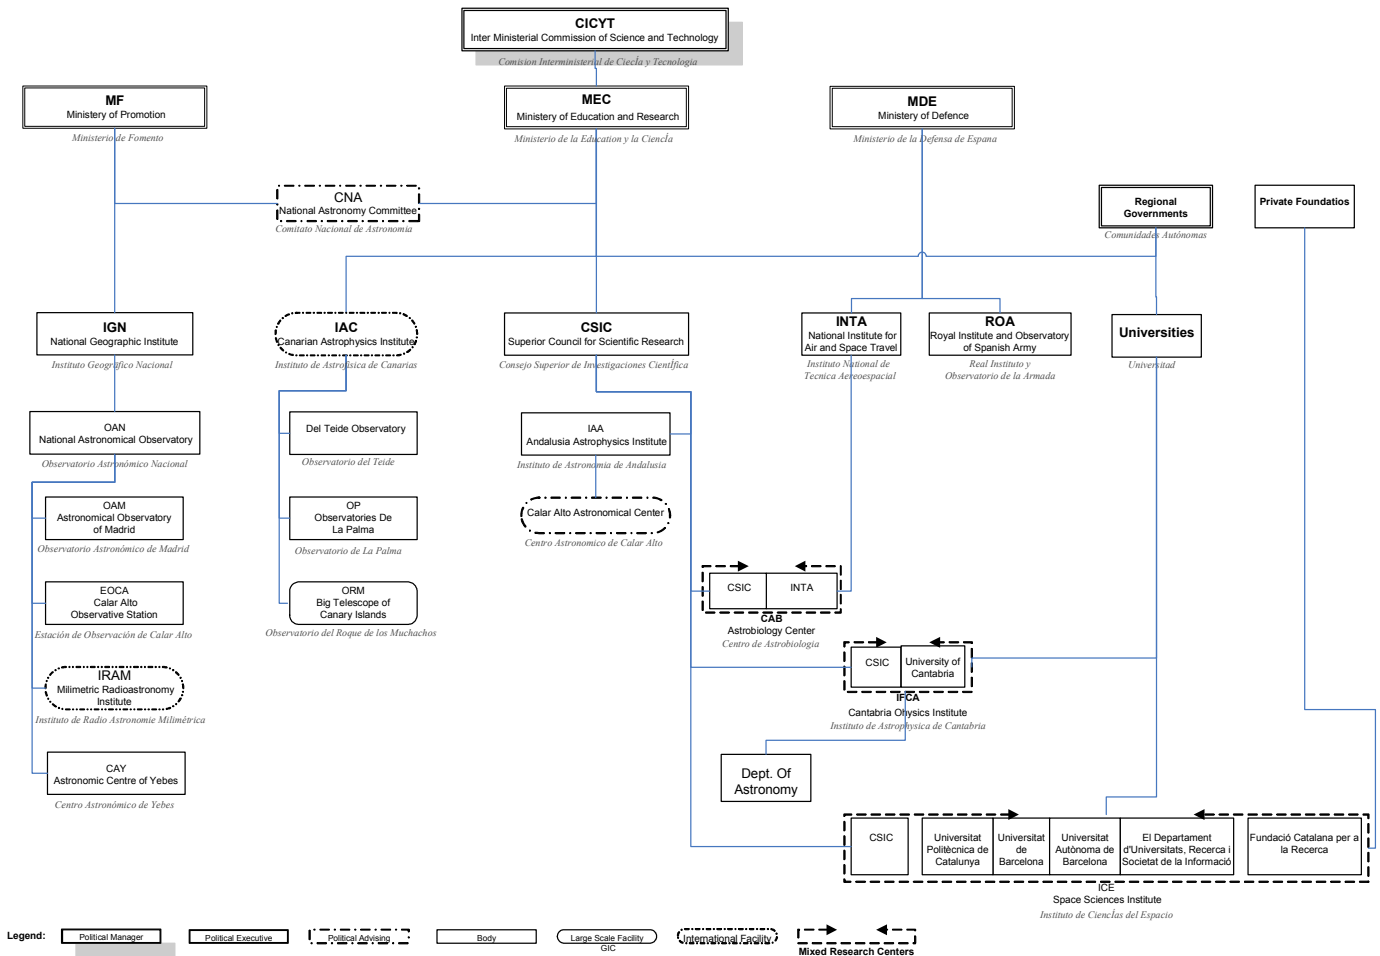 CICYT
Inter Ministerial Commission of Science and Technology
Comision Interministerial de CiecÍa y Tecnologia
MF
Ministery of Promotion
Ministerio de Fomento
MEC
Ministery of Education and Research
Ministerio de la Education y la CiencÍa
MDE
Ministery of Defence
Ministerio de la Defensa de Espana
CNA
National Astronomy Committee
Comitato Nacional de Astronomia
Regional
Governments
Comunidades Autónomas
Private Foundatios
IGN
National Geographic Institute
Instituto Geográfico Nacional
IAC
Canarian Astrophysics Institute
Instituto de Astrofisica de Canarias
CSIC
Superior Council for Scientific Research
Consejo Superior de Investigaciones CientÍfica
INTA
National Institute for
Air and Space Travel
Instituto National de
Tecnica Aereoespacial
ROA
Royal Institute and Observatory
of Spanish Army
Real Instituto y
Observatorio de la Armada
Universities
Universitad
OAN
National Astronomical Observatory
Observatorio Astronómico Nacional
Del Teide Observatory
Observatorio del Teide
IAA
Andalusia Astrophysics Institute
Instituto de Astronomia de Andalusia
OAM
Astronomical Observatory
of Madrid
Observatorio Astronómico de Madrid
OP
Observatories De
La Palma
Observatorio de La Palma
Calar Alto Astronomical Center
Centro Astronomico de Calar Alto
EOCA
Calar Alto
Observative Station
Estación de Observación de Calar Alto
ORM
Big Telescope of
Canary Islands
Observatorio del Roque de los Muchachos
CSIC
INTA
CAB
Astrobiology Center
Centro de Astrobiologia
IRAM
Milimetric Radioastronomy
Institute
Instituto de Radio Astronomie Milimétrica
CSIC
University of
Cantabria
IFCA
Cantabria Ohysics Institute
Instituto de Astrophysica de Cantabria
CAY
Astronomic Centre of Yebes
Centro Astronómico de Yebes
Dept. Of
Astronomy
CSIC
Universitat
Politècnica de
Catalunya
Universitat
de
Barcelona
Universitat
Autònoma de
Barcelona
El Departament
d'Universitats, Recerca i
Societat de la Informació
Fundació Catalana per a
la Recerca
ICE
Space Sciences Institute
Instituto de CiencÍas del Espacio
Legend:
Political Manager
Political Executive
Political Advising
Body
Large Scale Facility
GIC
International Facility
Mixed Research Centers